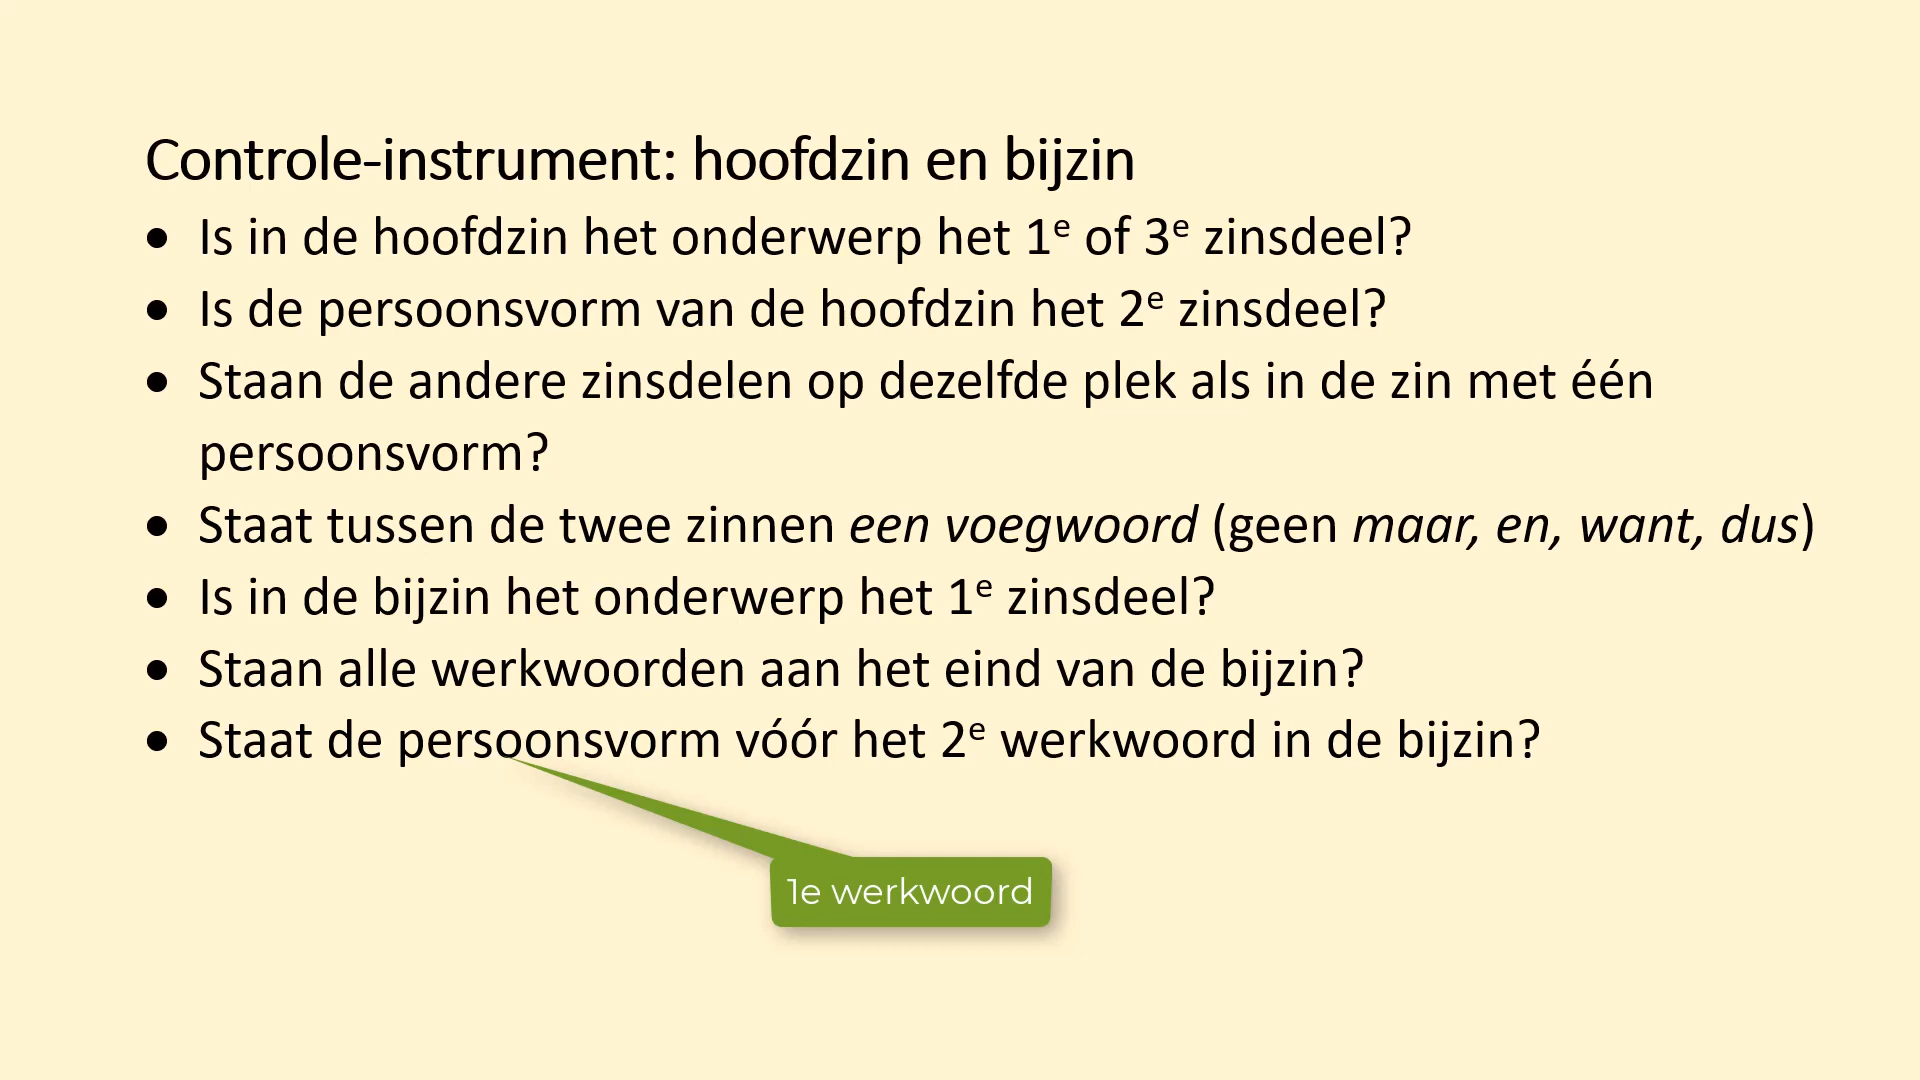 Controle-instrument: hoofdzin en bijzin
• Is in de hoofdzin het onderwerp het 1e of 3e zinsdeel?
• Is de persoonsvorm van de hoofdzin het 2e zinsdeel?
• Staan de andere zinsdelen op dezelfde plek als in de zin met één
persoonsvorm?
• Staat tussen de twee zinnen een voegwoord (geen maar, en, want, dus)
• Is in de bijzin het onderwerp het 1e zinsdeel?
• Staan alle werkwoorden aan het eind van de bijzin?
• Staat de persoonsvorm vóór het 2e werkwoord in de bijzin?
1e werkwoord